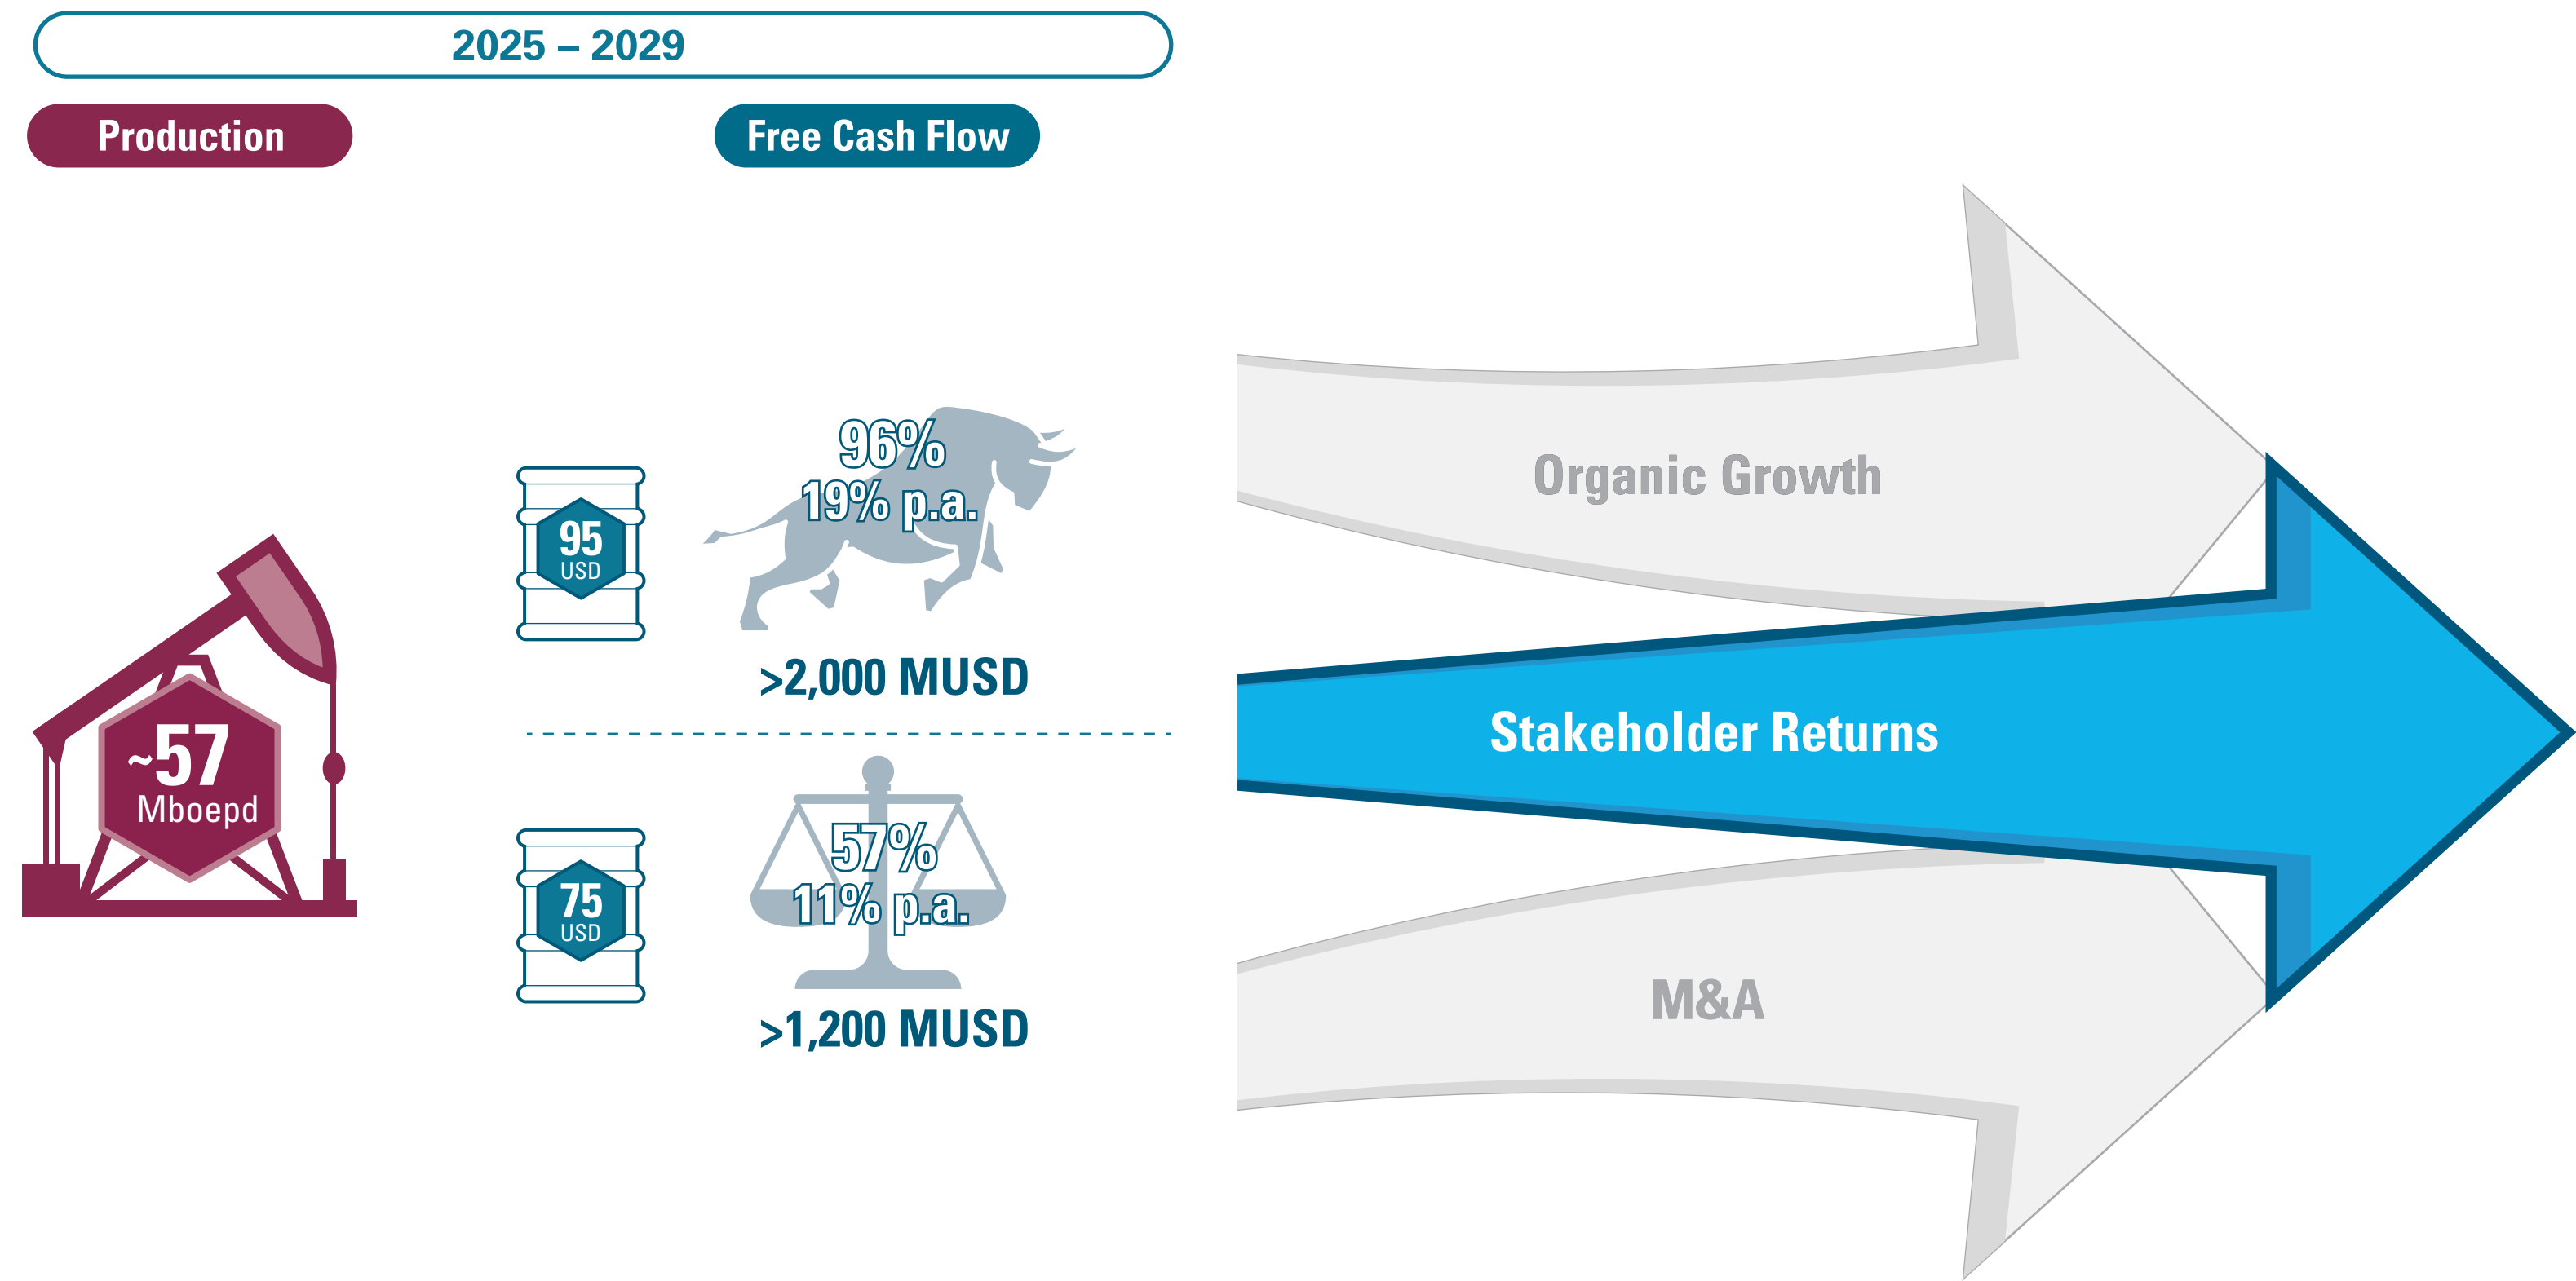 2025 – 2029
Production
Free Cash Flow
~57
Mboepd
95
USD
96%
19% p.a.
>2,000 MUSD
75
USD
57%
11% p.a.
>1,200 MUSD
Organic Growth
Stakeholder Returns
M&A